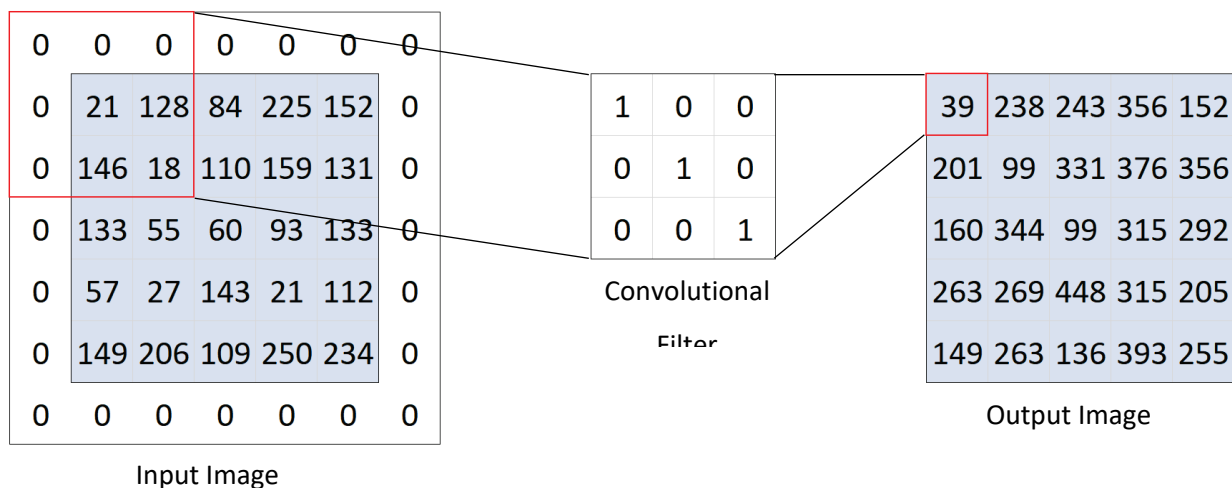 0 0 0 0 0 0 0
0 21 128 84 225 152 0
0 146 18 110 159 131 0
0 133 55 60 93 133 0
0 57 27 143 21 112 0
0 149 206 109 250 234 0
0 0 0 0 0 0 0
Input Image
1 0 0
0 1 0
0 0 1
Convolutional
Filter
39 238 243 356 152
201 99 331 376 356
160 344 99 315 292
263 269 448 315 205
149 263 136 393 255
Output Image